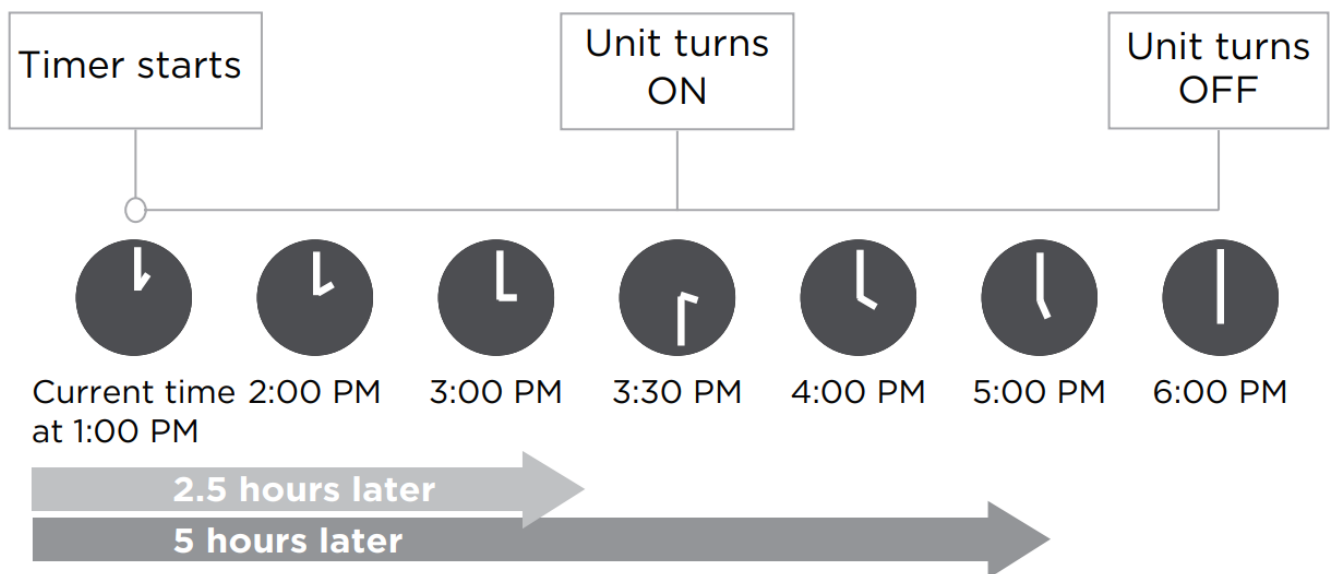 Timer starts
Unit turns
ON
Unit turns
OFF
Current time
at 1:00 PM
2:00 PM
3:00 PM
3:30 PM
4:00 PM
5:00 PM
6:00 PM
2.5 hours later
5 hours later